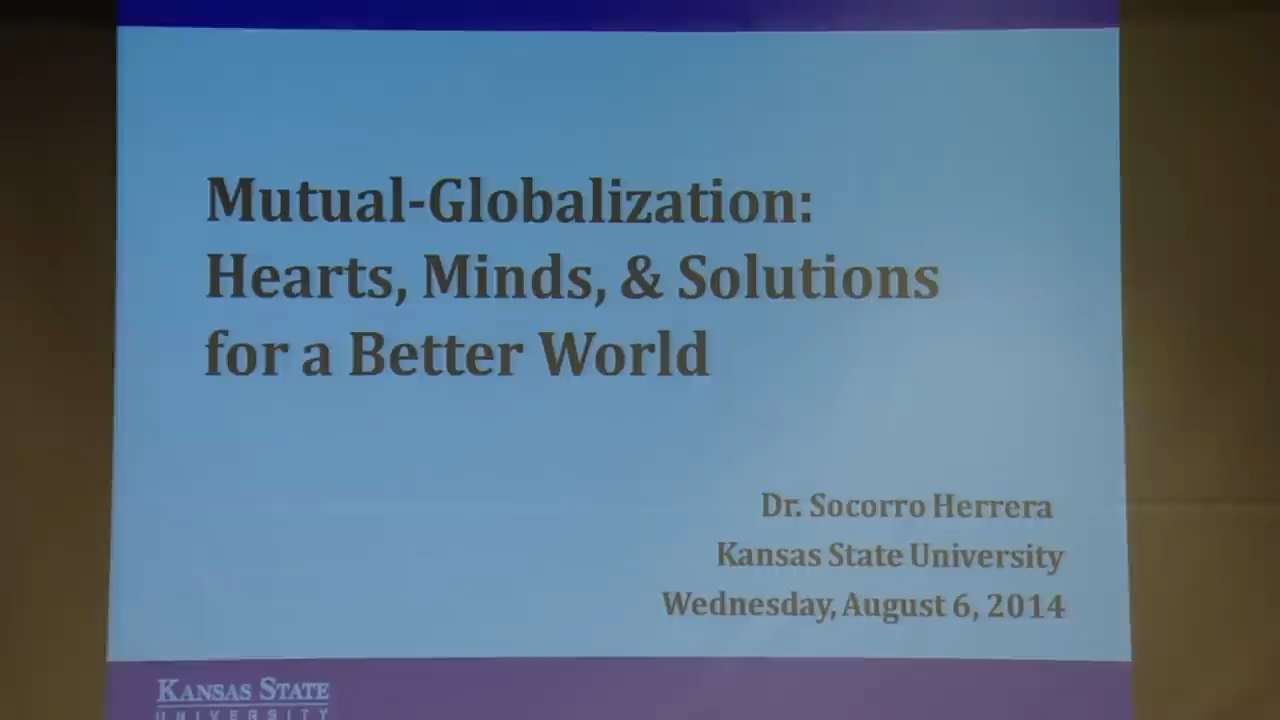 Mutual-Globalization:
Hearts, Minds, & Solutions
for a Better World
Dr. Socorro Herrera
Kansas State University
Wednesday, August 6, 2014
KANSAS STATE
UNIVERSITY